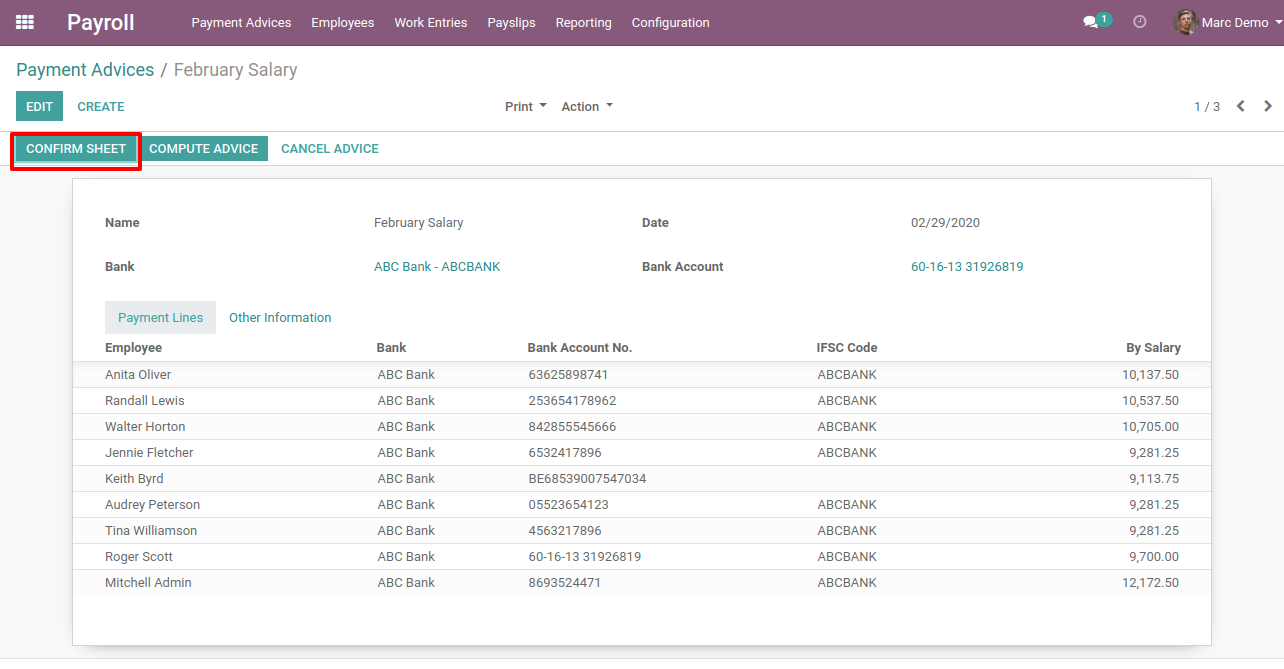 Payroll Payment Advices Employees Work Entries Payslips Reporting Configuration 1 Marc Demo
Payment Advices / February Salary
EDIT CREATE Print Action 1 / 3
CONFIRM SHEET COMPUTE ADVICE CANCEL ADVICE
Name February Salary Date 02/29/2020
Bank ABC Bank - ABCBANK Bank Account 60-16-13 31926819
Payment Lines Other Information
Employee Bank Bank Account No. IFSC Code By Salary
Anita Oliver ABC Bank 63625898741 ABCBANK 10,137.50
Randall Lewis ABC Bank 253654178962 ABCBANK 10,537.50
Walter Horton ABC Bank 842855545666 ABCBANK 10,705.00
Jennie Fletcher ABC Bank 6532417896 ABCBANK 9,281.25
Keith Byrd ABC Bank BE68539007547034 9,113.75
Audrey Peterson ABC Bank 05523654123 ABCBANK 9,281.25
Tina Williamson ABC Bank 4563217896 ABCBANK 9,281.25
Roger Scott ABC Bank 60-16-13 31926819 ABCBANK 9,700.00
Mitchell Admin ABC Bank 8693524471 ABCBANK 12,172.50